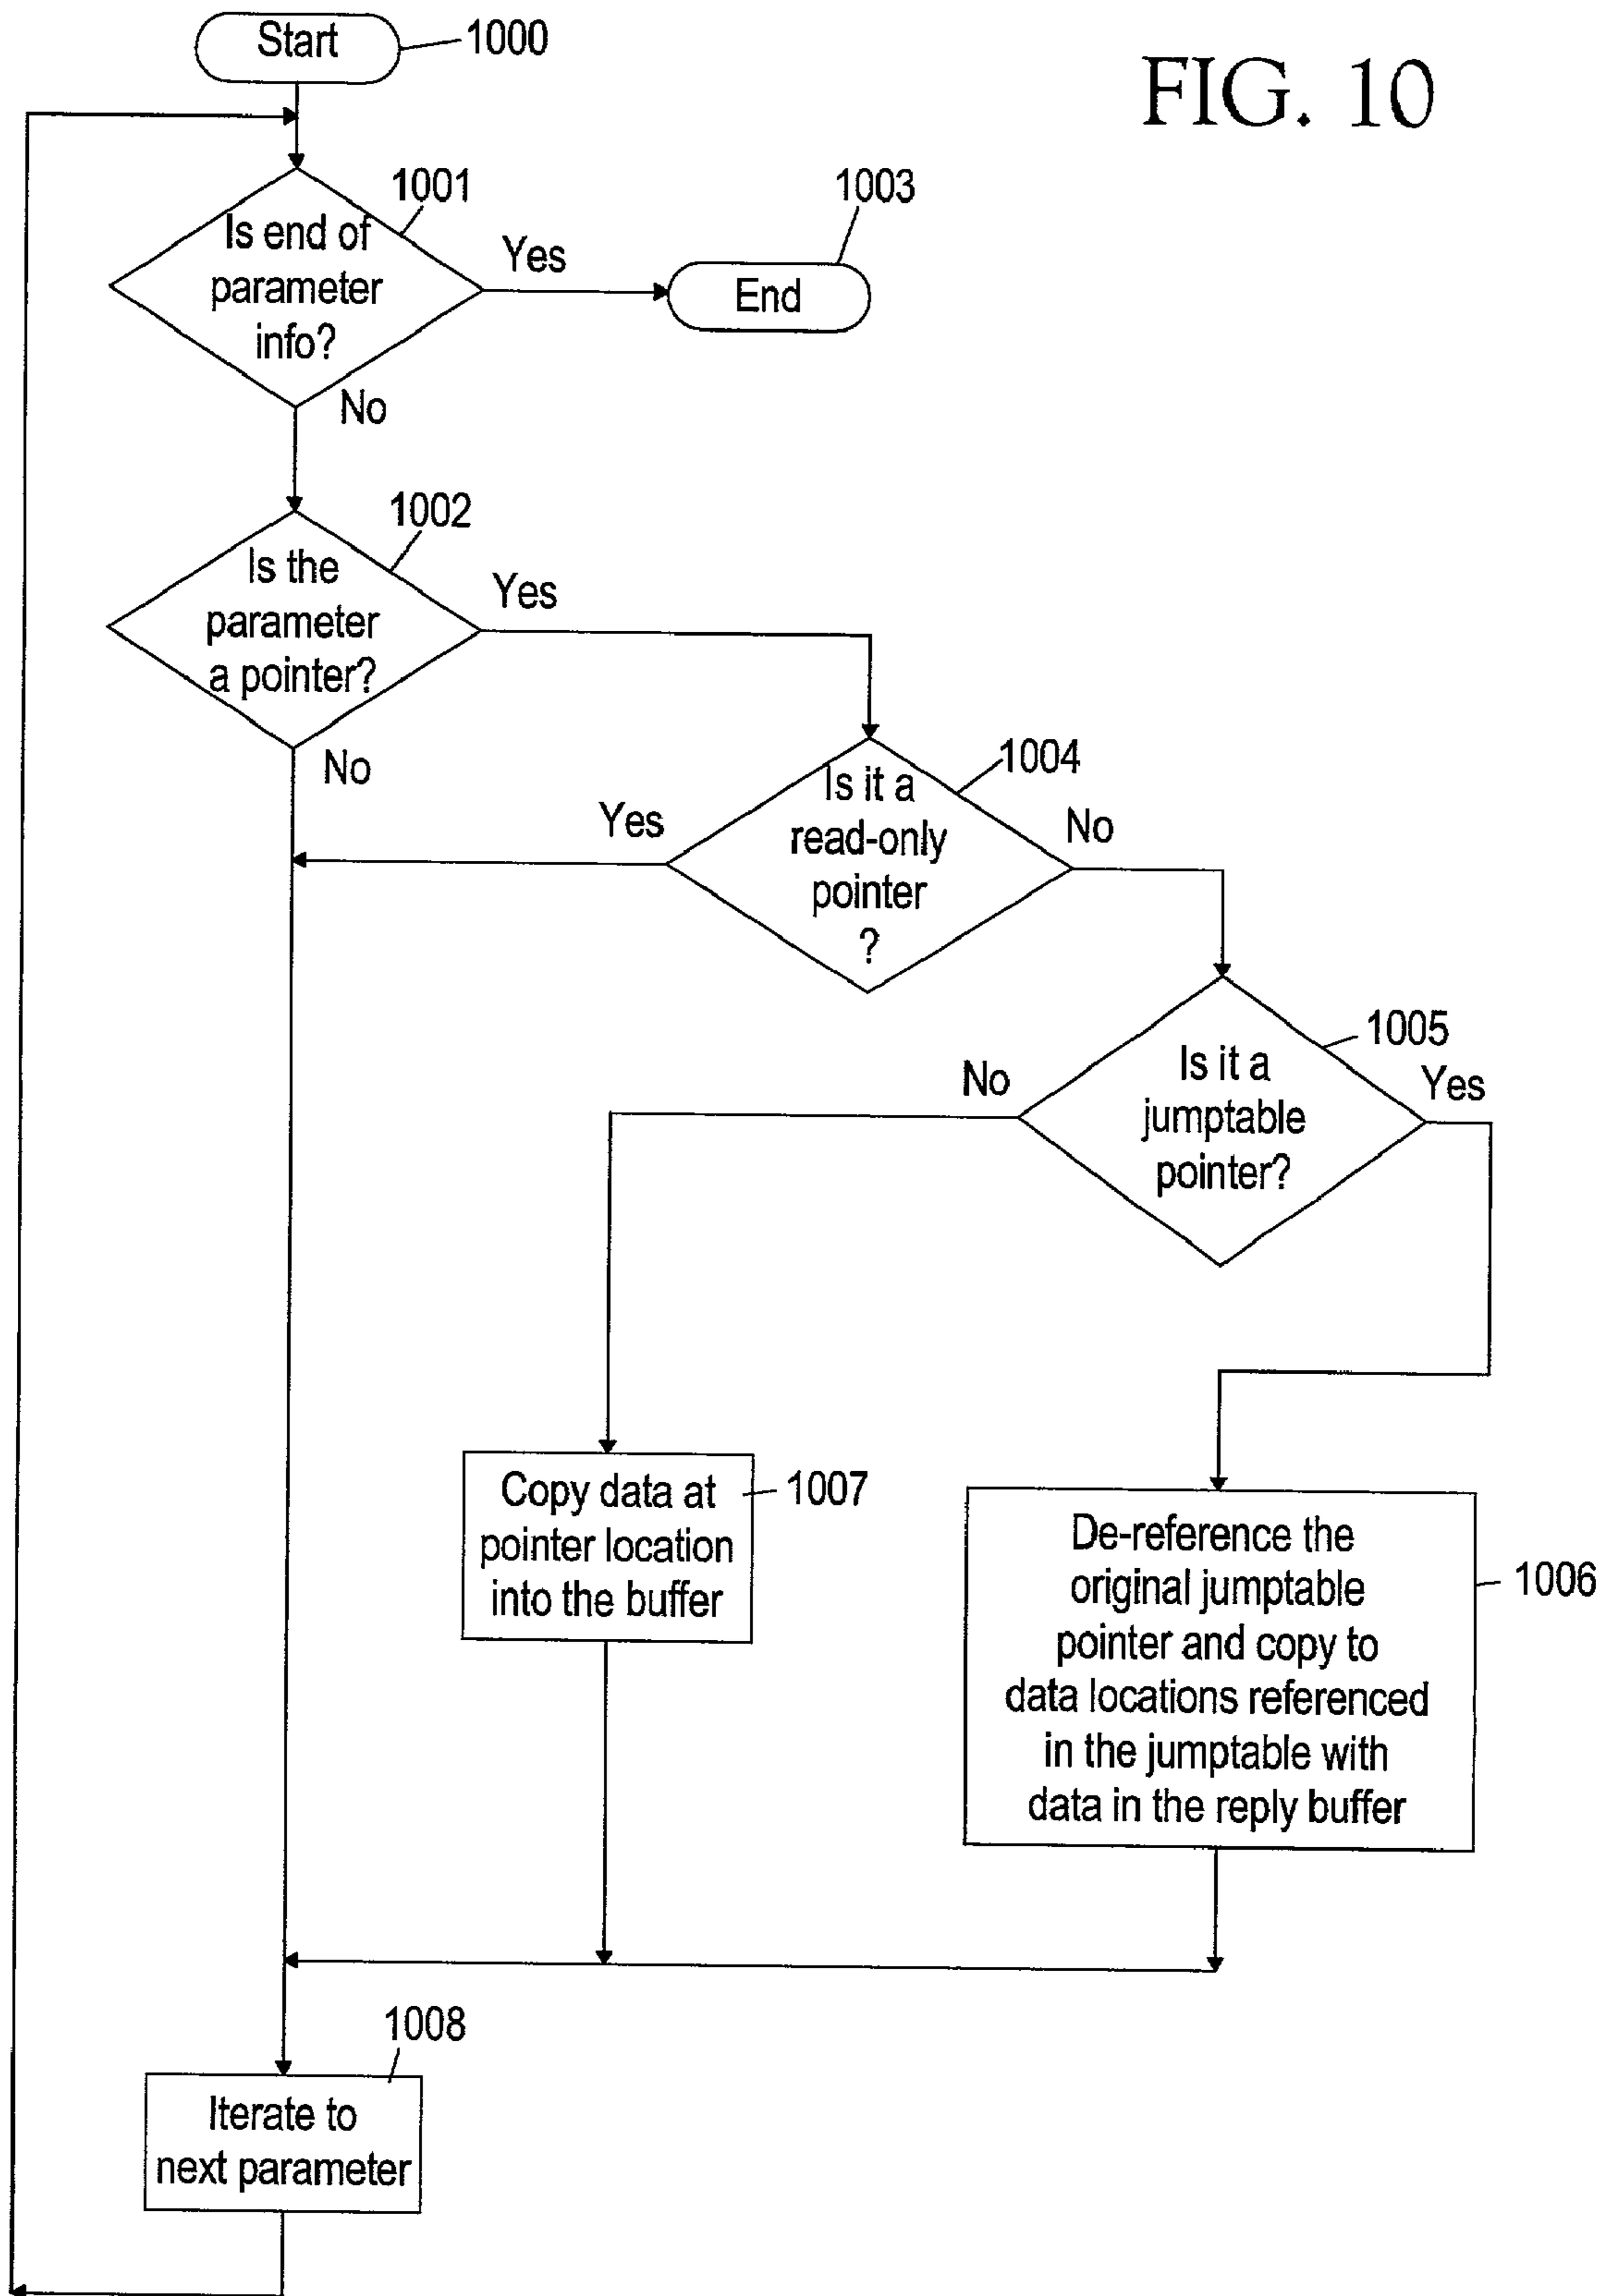 FIG. 10
Start
1000
1001
Is end of
parameter
info?
Yes
1003
End
No
1002
Is the
parameter
a pointer?
Yes
No
1004
Is it a
read-only
pointer
?
Yes
No
1005
Is it a
jumptable
pointer?
No
Yes
Copy data at
pointer location
into the buffer
1007
De-reference the
original jumptable
pointer and copy to
data locations referenced
in the jumptable with
data in the reply buffer
1006
1008
Iterate to
next parameter